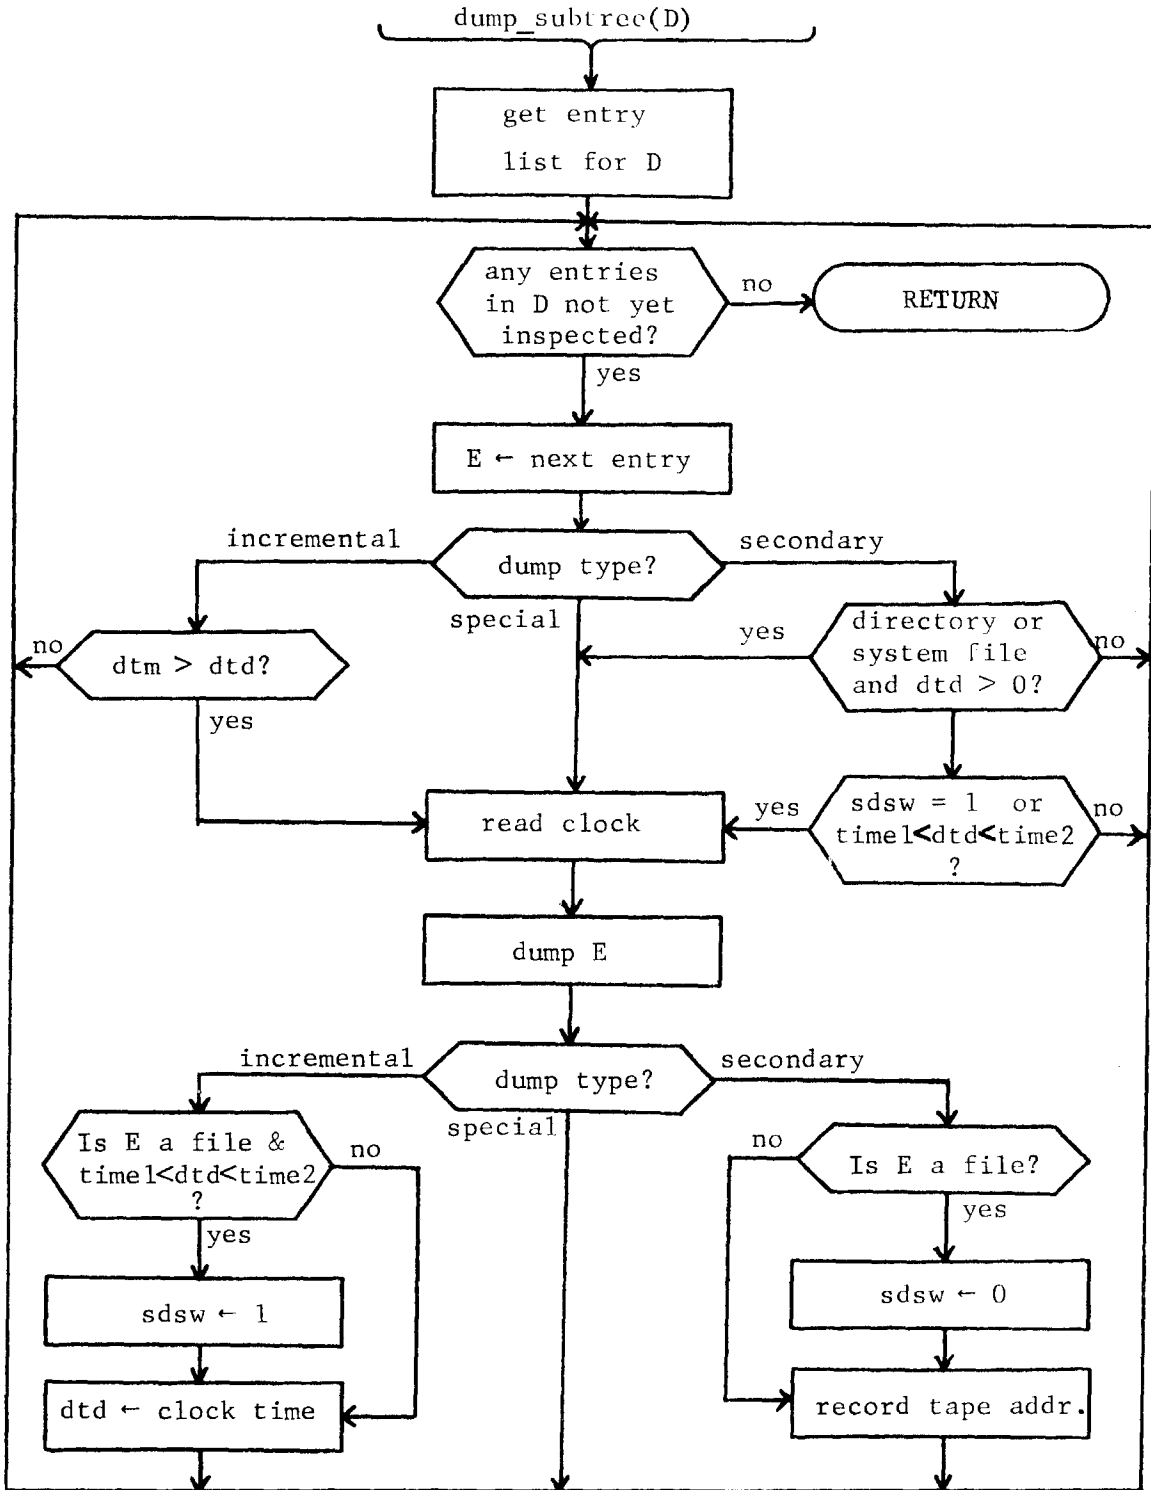 dump_subtree(D)
get entry
list for D
any entries
in D not yet
inspected?
no
RETURN
yes
E ← next entry
incremental
dump type?
secondary
special
no
dtm > dtd?
yes
yes
directory or
system file
and dtd > 0?
no
read clock
yes
sdsw = 1 or
time1<dtd<time2
?
no
dump E
incremental
dump type?
secondary
special
Is E a file &
time1<dtd<time2
?
no
yes
no
Is E a file?
yes
sdsw ← 1
sdsw ← 0
dtd ← clock time
record tape addr.